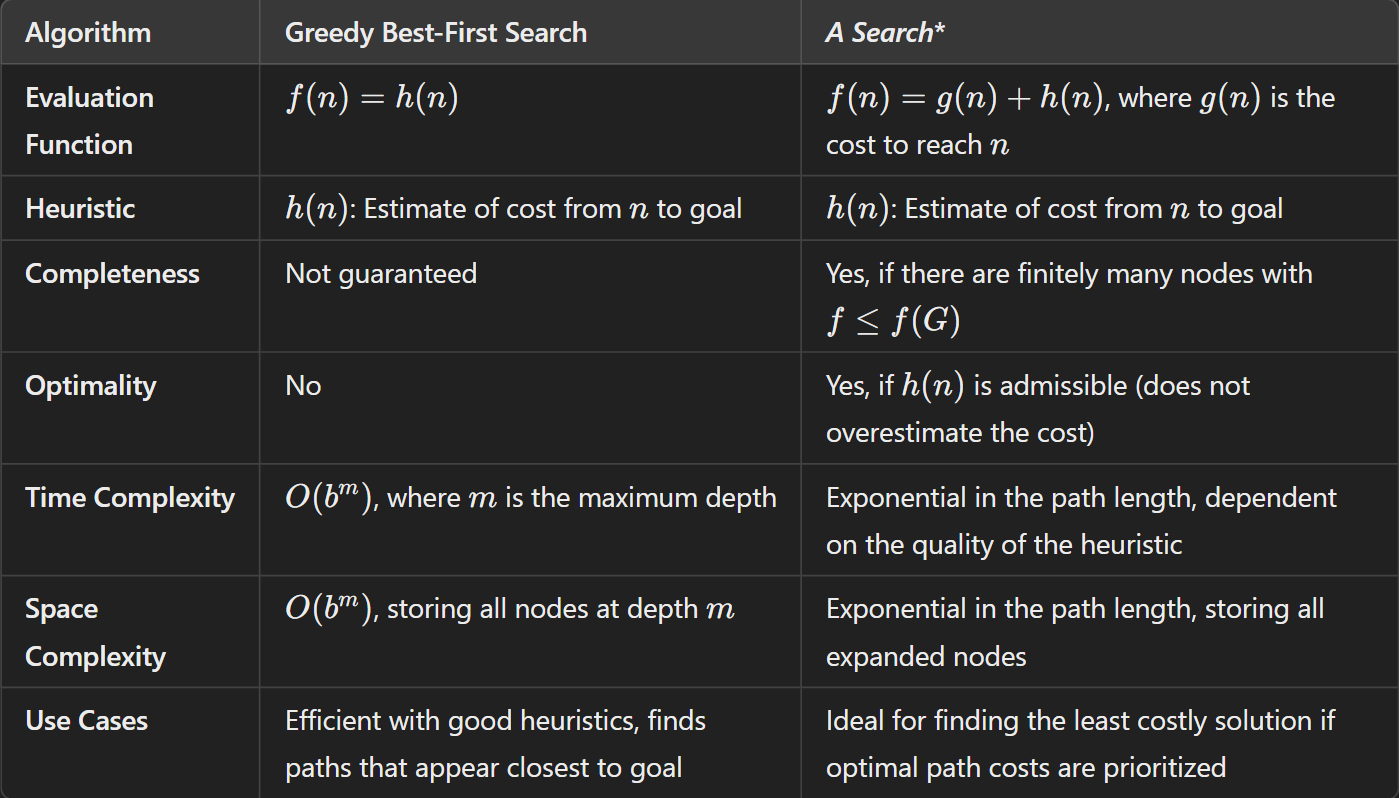 Algorithm Greedy Best-First Search A Search*
Evaluation Function f(n) = h(n) f(n) = g(n) + h(n), where g(n) is the cost to reach n
Heuristic h(n): Estimate of cost from n to goal h(n): Estimate of cost from n to goal
Completeness Not guaranteed Yes, if there are finitely many nodes with f ≤ f(G)
Optimality No Yes, if h(n) is admissible (does not overestimate the cost)
Time Complexity O(b^m), where m is the maximum depth Exponential in the path length, dependent on the quality of the heuristic
Space Complexity O(b^m), storing all nodes at depth m Exponential in the path length, storing all expanded nodes
Use Cases Efficient with good heuristics, finds paths that appear closest to goal Ideal for finding the least costly solution if optimal path costs are prioritized